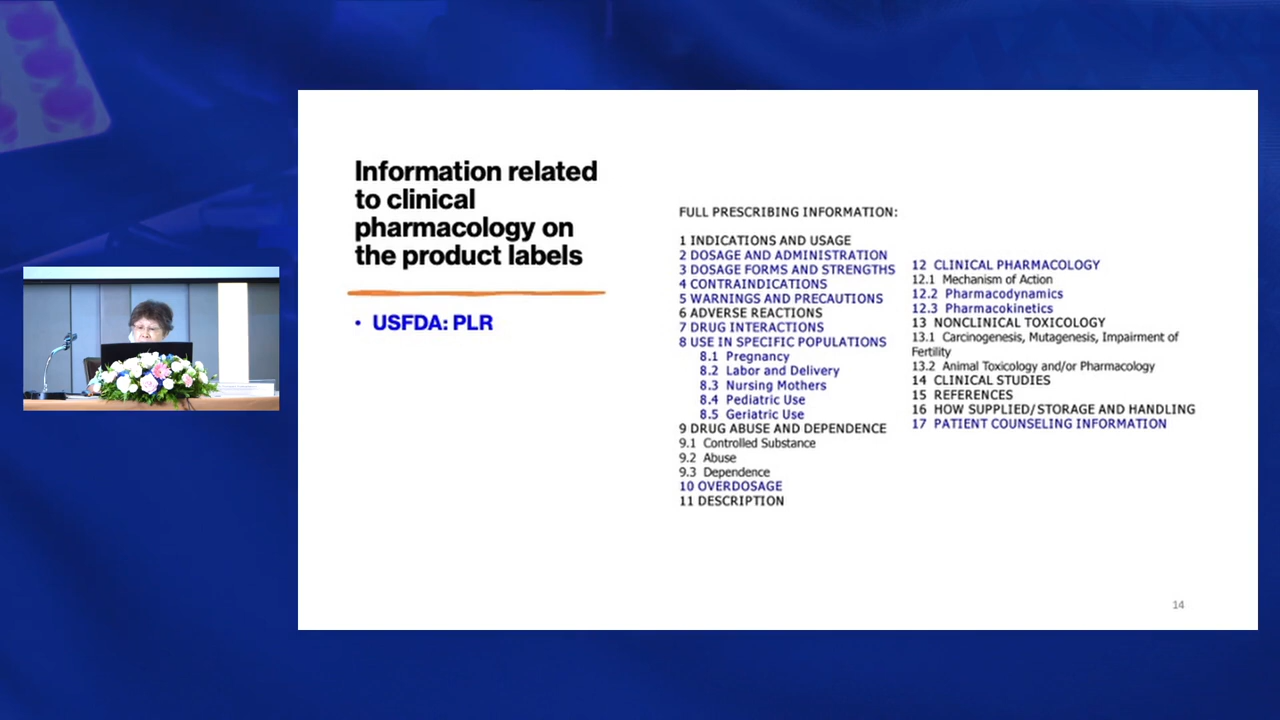 Information related
to clinical
pharmacology on
the product labels
• USFDA: PLR
FULL PRESCRIBING INFORMATION:
1 INDICATIONS AND USAGE
2 DOSAGE AND ADMINISTRATION
3 DOSAGE FORMS AND STRENGTHS
4 CONTRAINDICATIONS
5 WARNINGS AND PRECAUTIONS
6 ADVERSE REACTIONS
7 DRUG INTERACTIONS
8 USE IN SPECIFIC POPULATIONS
8.1 Pregnancy
8.2 Labor and Delivery
8.3 Nursing Mothers
8.4 Pediatric Use
8.5 Geriatric Use
9 DRUG ABUSE AND DEPENDENCE
9.1 Controlled Substance
9.2 Abuse
9.3 Dependence
10 OVERDOSAGE
11 DESCRIPTION
12 CLINICAL PHARMACOLOGY
12.1 Mechanism of Action
12.2 Pharmacodynamics
12.3 Pharmacokinetics
13 NONCLINICAL TOXICOLOGY
13.1 Carcinogenesis, Mutagenesis, Impairment of
Fertility
13.2 Animal Toxicology and/or Pharmacology
14 CLINICAL STUDIES
15 REFERENCES
16 HOW SUPPLIED/STORAGE AND HANDLING
17 PATIENT COUNSELING INFORMATION
14